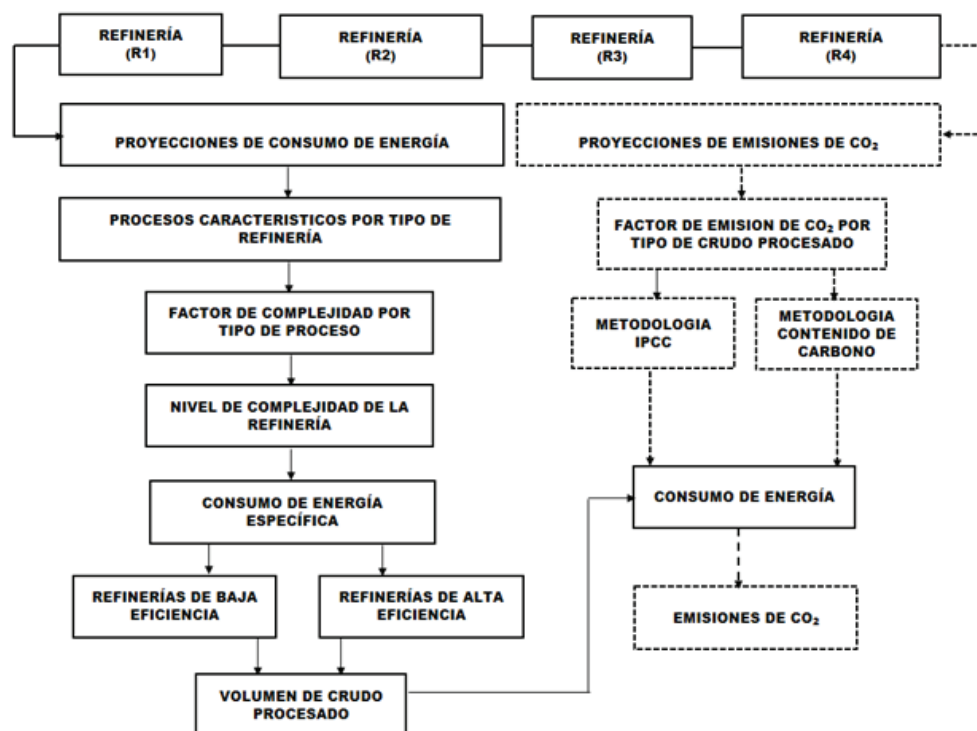 REFINERÍA
(R1)
REFINERÍA
(R2)
REFINERÍA
(R3)
REFINERÍA
(R4)
PROYECCIONES DE CONSUMO DE ENERGÍA
PROYECCIONES DE EMISIONES DE CO₂
PROCESOS CARACTERISTICOS POR TIPO DE
REFINERÍA
FACTOR DE EMISION DE CO₂ POR
TIPO DE CRUDO PROCESADO
FACTOR DE COMPLEJIDAD POR
TIPO DE PROCESO
METODOLOGIA
IPCC
METODOLOGIA
CONTENIDO DE
CARBONO
NIVEL DE COMPLEJIDAD DE LA
REFINERÍA
CONSUMO DE ENERGÍA
ESPECÍFICA
CONSUMO DE ENERGÍA
REFINERÍAS DE BAJA
EFICIENCIA
REFINERÍAS DE ALTA
EFICIENCIA
EMISIONES DE CO₂
VOLUMEN DE CRUDO
PROCESADO